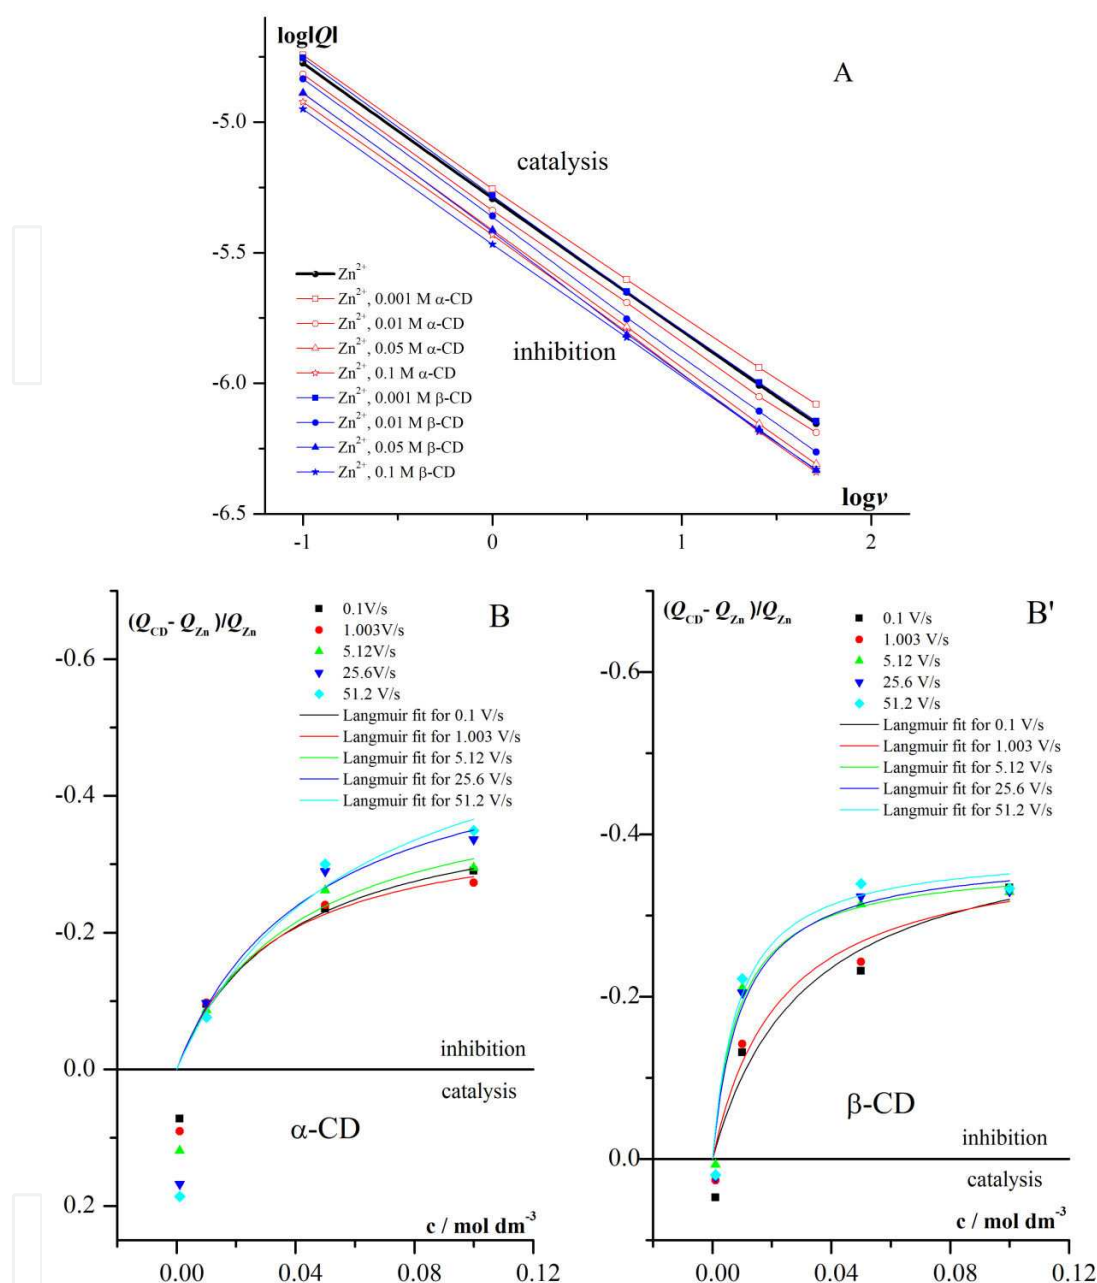 log|Q|
A
-5.0
catalysis
-5.5
Zn²⁺
Zn²⁺, 0.001 M α-CD
Zn²⁺, 0.01 M α-CD
Zn²⁺, 0.05 M α-CD
Zn²⁺, 0.1 M α-CD
Zn²⁺, 0.001 M β-CD
Zn²⁺, 0.01 M β-CD
Zn²⁺, 0.05 M β-CD
Zn²⁺, 0.1 M β-CD
inhibition
-6.0
logv
-6.5
-1 0 1 2
(Q_CD- Q_Zn )/Q_Zn
B
0.1V/s
1.003V/s
5.12V/s
25.6V/s
51.2 V/s
Langmuir fit for 0.1 V/s
Langmuir fit for 1.003 V/s
Langmuir fit for 5.12 V/s
Langmuir fit for 25.6 V/s
Langmuir fit for 51.2 V/s
-0.6
-0.4
-0.2
0.0
0.2
inhibition
catalysis
α-CD
c / mol dm⁻³
0.00 0.04 0.08 0.12
(Q_CD- Q_Zn )/Q_Zn
B'
0.1 V/s
1.003 V/s
5.12 V/s
25.6 V/s
51.2 V/s
Langmuir fit for 0.1 V/s
Langmuir fit for 1.003 V/s
Langmuir fit for 5.12 V/s
Langmuir fit for 25.6 V/s
Langmuir fit for 51.2 V/s
-0.6
-0.4
-0.2
0.0
β-CD
inhibition
catalysis
c / mol dm⁻³
0.00 0.04 0.08 0.12